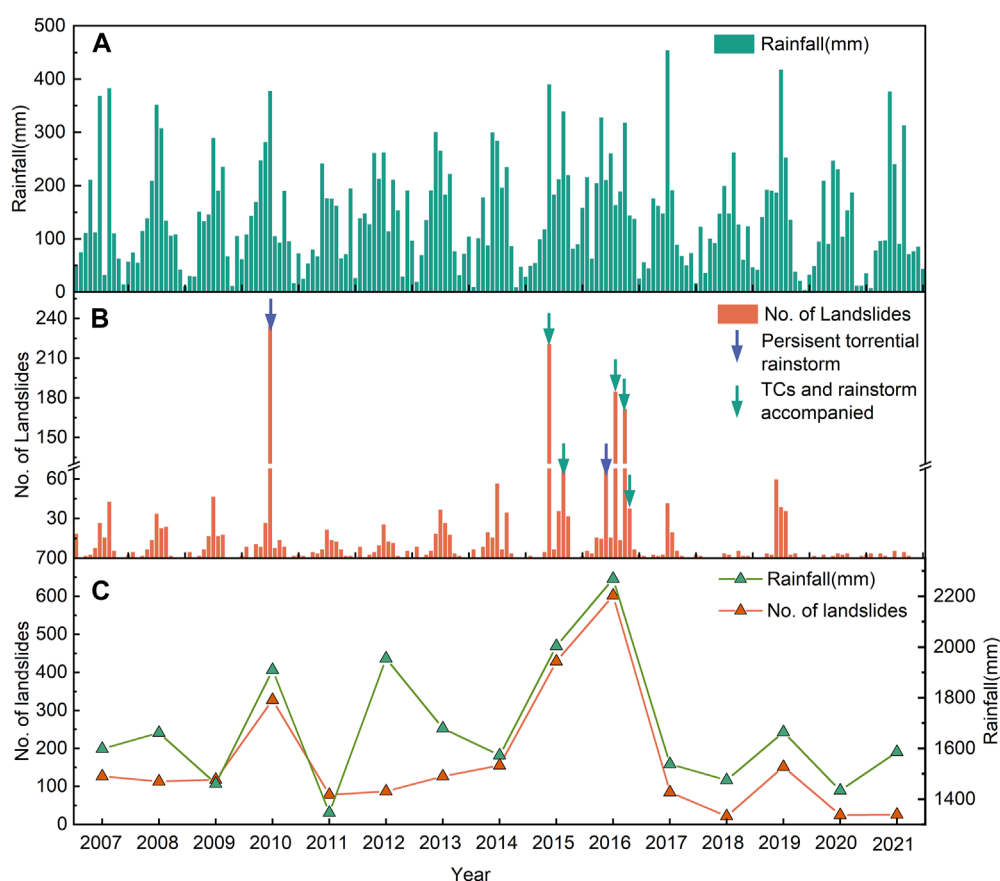 A
Rainfall(mm)
500
400
300
200
100
0
Rainfall(mm)
B
No. of Landslides
Persisent torrential
rainstorm
TCs and rainstorm
accompanied
240
210
180
150
60
30
No. of Landslides
C
Rainfall(mm)
No. of landslides
700
600
500
400
300
200
100
0
No. of landslides
2200
2000
1800
1600
1400
Rainfall(mm)
2007 2008 2009 2010 2011 2012 2013 2014 2015 2016 2017 2018 2019 2020 2021
Year